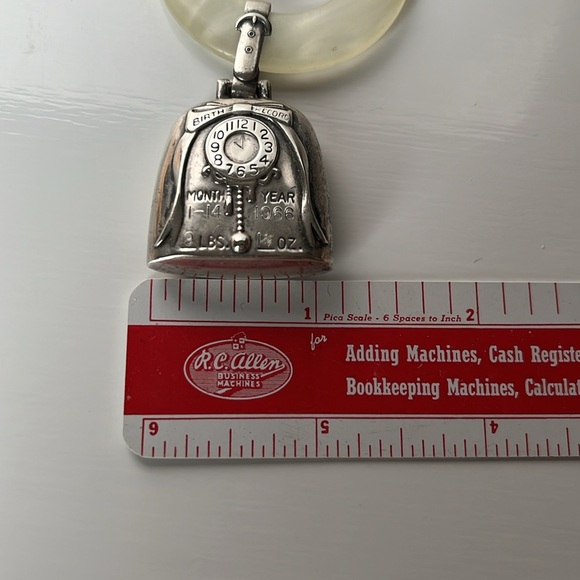 BIRTH RECORD
12
11 1
10 2
9 3
8 4
7 6 5
MONTH YEAR
1-14 1966
LBS. OZ.
1 2
Pica Scale - 6 Spaces to Inch
R.C. Allen
BUSINESS
MACHINES
for
Adding Machines, Cash Registe
Bookkeeping Machines, Calculat
6 5 4